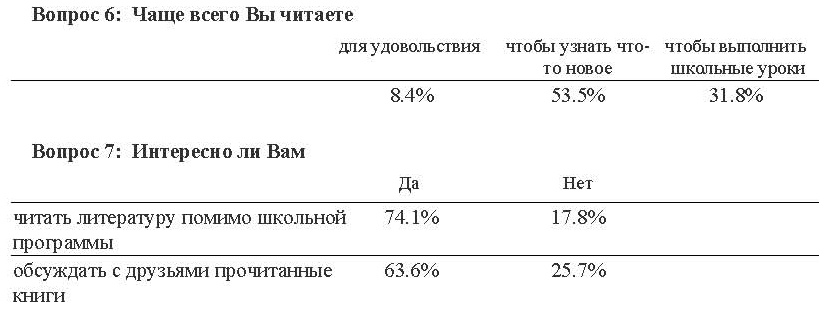 Вопрос 6: Чаще всего Вы читаете
для удовольствия чтобы узнать что- чтобы выполнить
то новое школьные уроки
8.4% 53.5% 31.8%
Вопрос 7: Интересно ли Вам
Да Нет
читать литературу помимо школьной 74.1% 17.8%
программы
обсуждать с друзьями прочитанные 63.6% 25.7%
книги